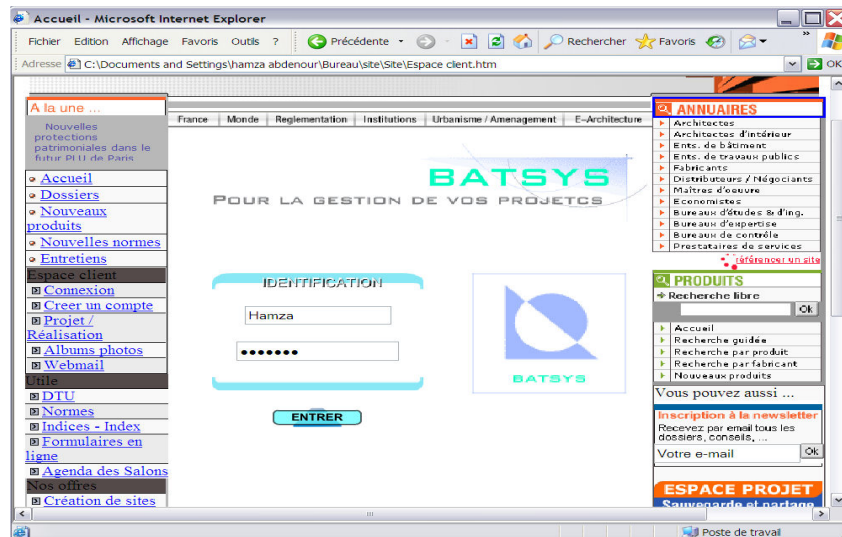 Accueil - Microsoft Internet Explorer
Fichier Edition Affichage Favoris Outils ? Précédente Rechercher Favoris »
Adresse C:\Documents and Settings\hamza abdenour\Bureau\site\Site\Espace client.htm OK
A la une ...
Nouvelles
protections
patrimoniales dans le
futur PLU de Paris
Accueil
Dossiers
Nouveaux
produits
Nouvelles normes
Entretiens
Espace client
Connexion
Creer un compte
Projet /
Réalisation
Albums photos
Webmail
Utile
DTU
Normes
Indices - Index
Formulaires en
ligne
Agenda des Salons
Nos offres
Création de sites
France Monde Reglementation Institutions Urbanisme / Amenagement E-Architecture
BATSYS
POUR LA GESTION DE VOS PROJETCS
IDENTIFICATION
Hamza
•••••••
ENTRER
BATSYS
ANNUAIRES
Architectes
Architectes d'intérieur
Ents. de bâtiment
Ents. de travaux publics
Fabricants
Distributeurs / Négociants
Maîtres d'oeuvre
Economistes
Bureaux d'études & d'ing.
Bureaux d'expertise
Bureaux de contrôle
Prestataires de services
référencer un site
PRODUITS
Recherche libre
Ok
Accueil
Recherche guidée
Recherche par produit
Recherche par fabricant
Nouveaux produits
Vous pouvez aussi ...
Inscription à la newsletter
Recevez par email tous les
dossiers, conseils, ...
Votre e-mail Ok
ESPACE PROJET
Sauvegarde et partage
Poste de travail